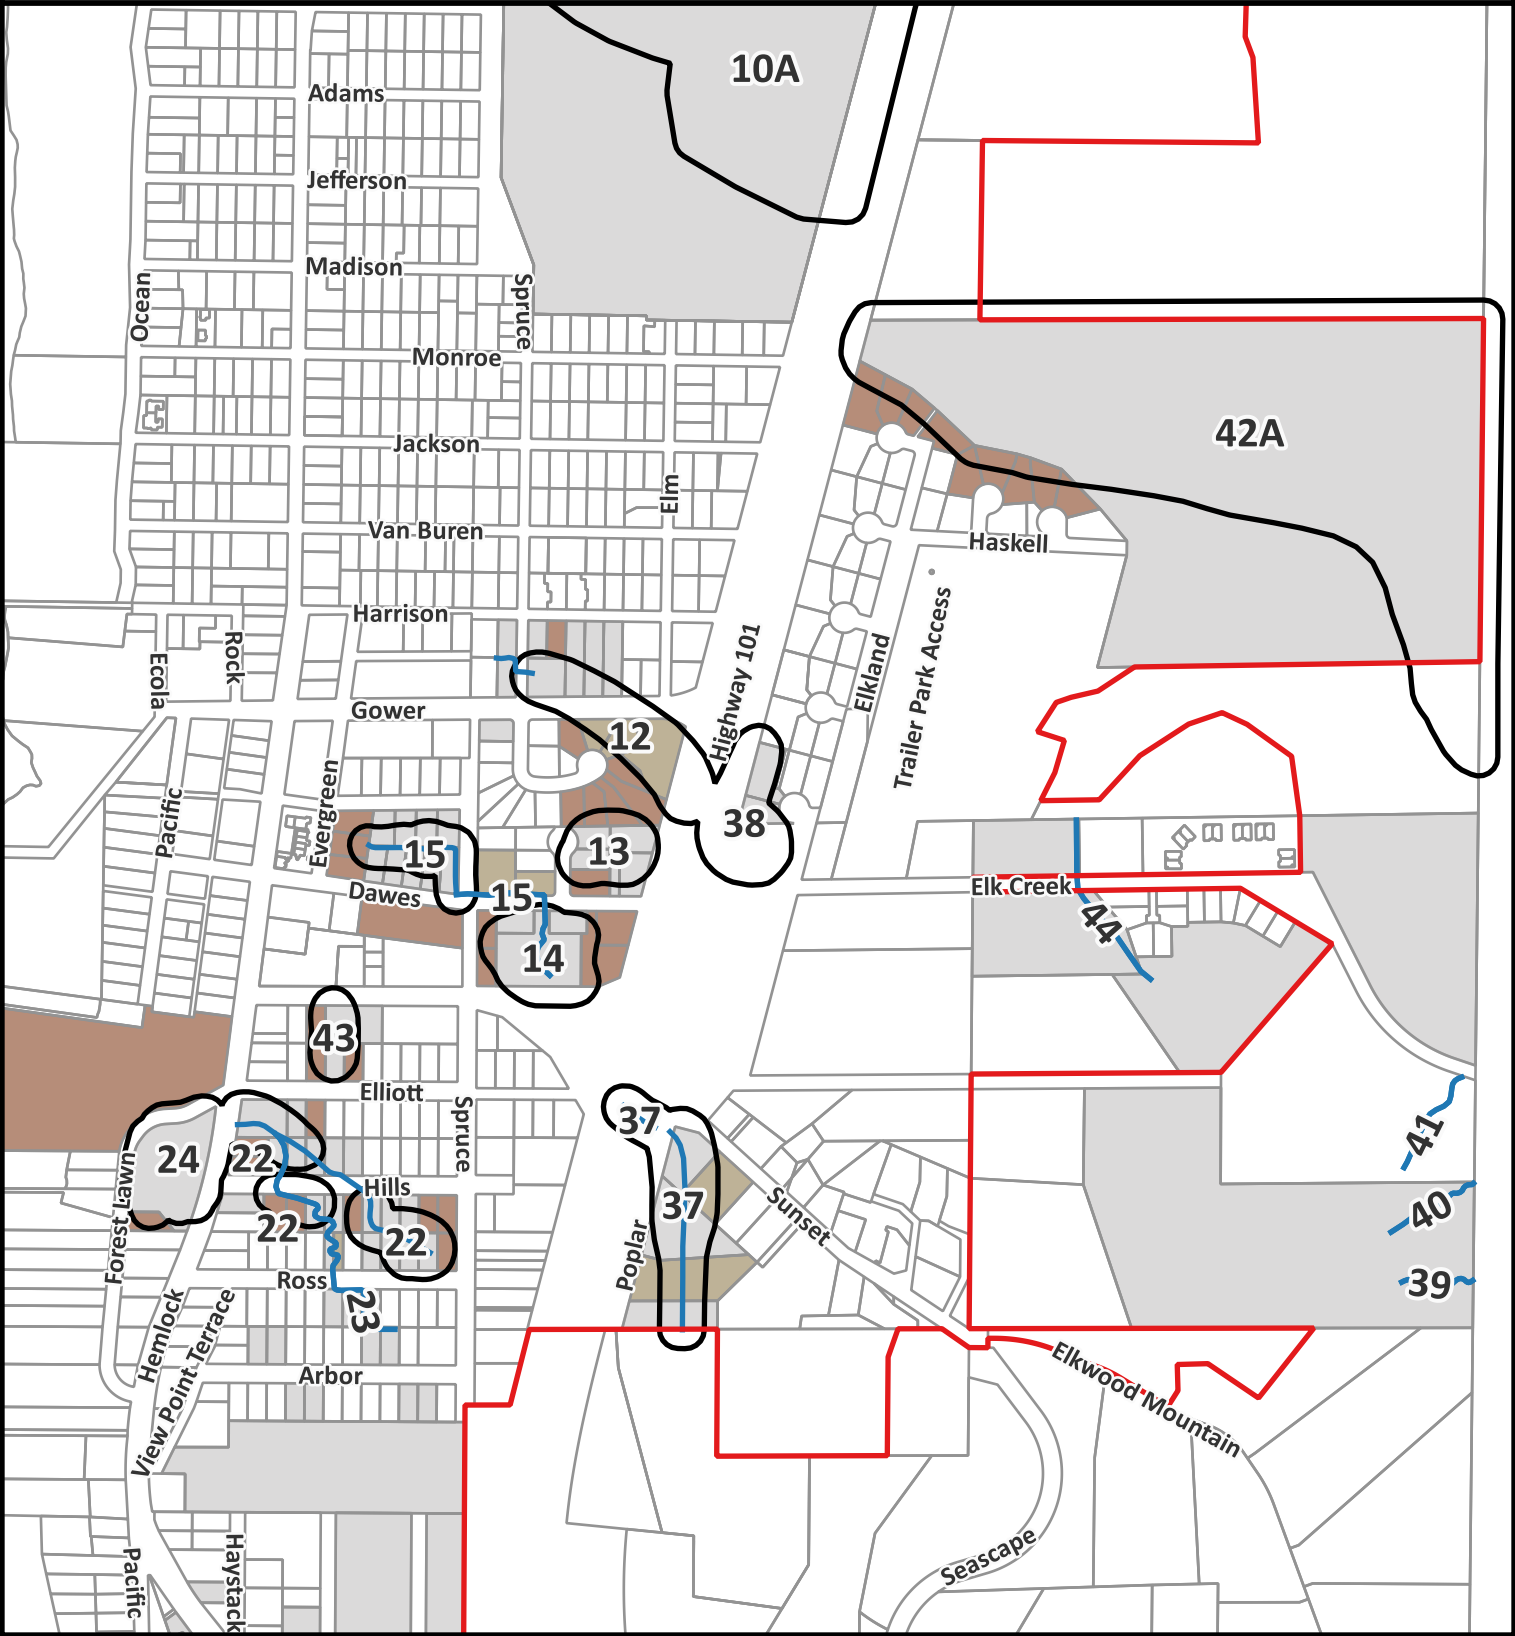 10A
Adams
Jefferson
Madison
Ocean
Spruce
Monroe
42A
Jackson
Elm
Van Buren
Haskell
Harrison
Highway 101
Elkland
Trailer Park Access
Rock
Ecola
Gower
12
Pacific
Evergreen
38
15
13
Dawes
15
Elk Creek
44
14
43
Elliott
Spruce
37
41
24
22
Forest Lawn
Hills
37
Sunset
40
22
22
Poplar
Ross
39
23
Hemlock
View Point Terrace
Arbor
Elkwood Mountain
Seascape
Pacific
Haystack